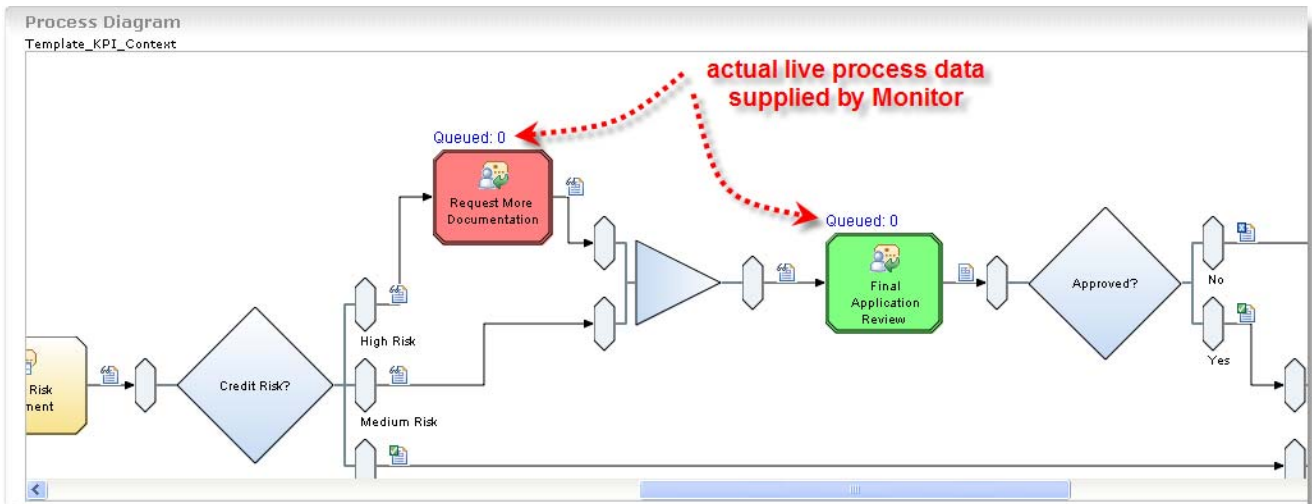 Process Diagram
Template_KPI_Context
actual live process data
supplied by Monitor
Queued: 0
Request More
Documentation
Queued: 0
Final
Application
Review
Approved?
No
Yes
High Risk
Credit Risk?
Risk
Medium Risk